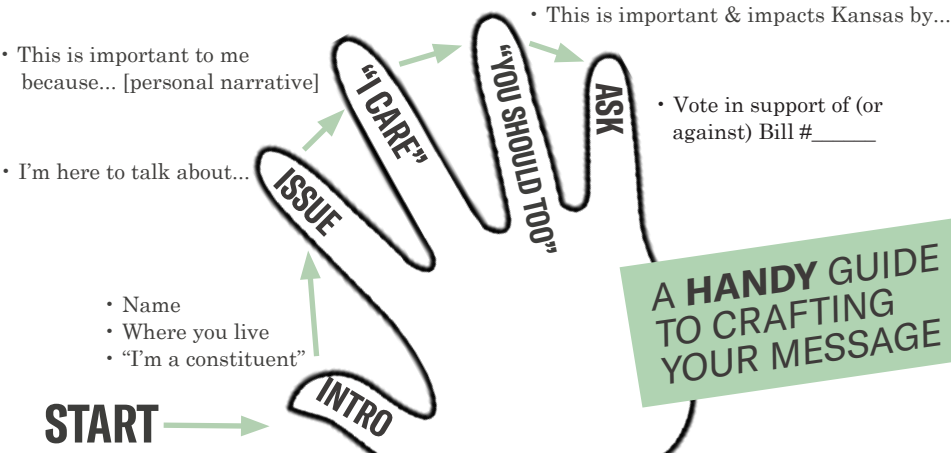 START
INTRO
• Name
• Where you live
• “I’m a constituent”
ISSUE
• I’m here to talk about...
“I CARE”
• This is important to me
because... [personal narrative]
“YOU SHOULD TOO”
• This is important & impacts Kansas by...
ASK
• Vote in support of (or
against) Bill #______
A HANDY GUIDE
TO CRAFTING
YOUR MESSAGE